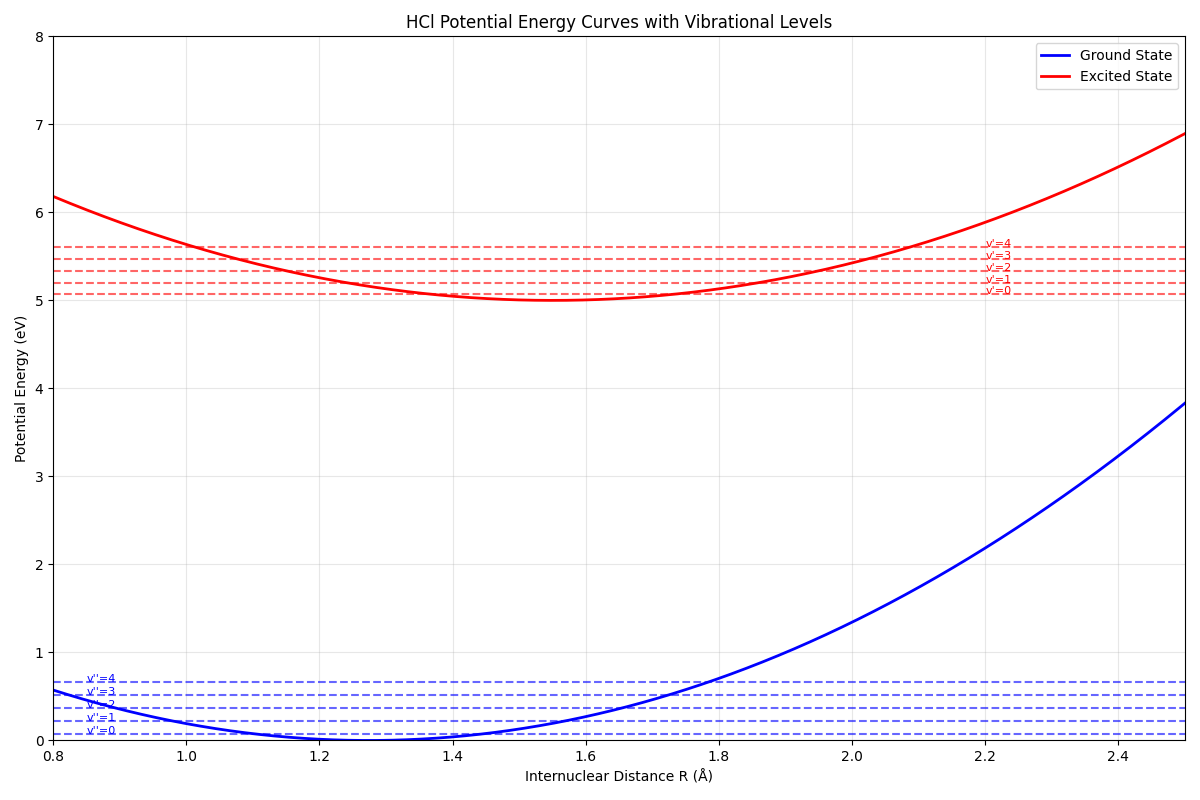 HCl Potential Energy Curves with Vibrational Levels
Ground State
Excited State
Potential Energy (eV)
8
7
6
5
4
3
2
1
0
v'=4
v'=3
v'=2
v'=1
v'=0
v''=4
v''=3
v''=2
v''=1
v''=0
0.8 1.0 1.2 1.4 1.6 1.8 2.0 2.2 2.4
Internuclear Distance R (Å)